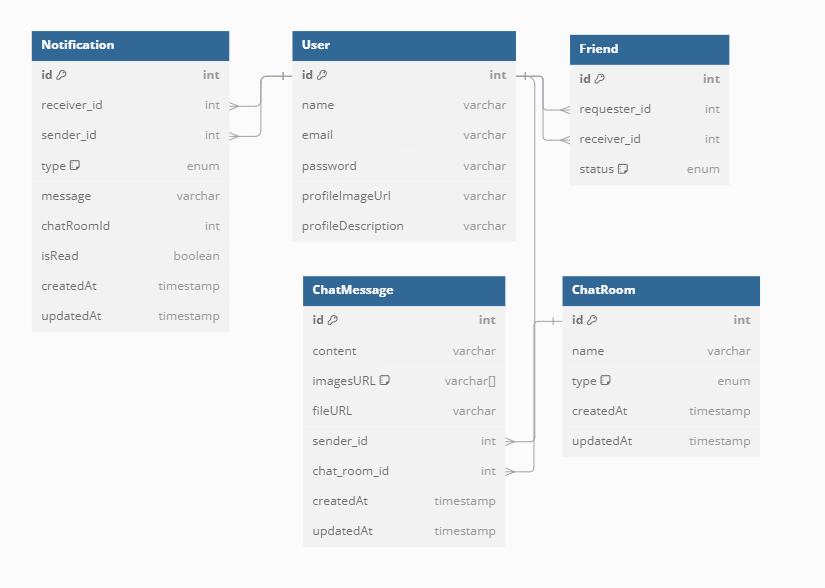 Notification
id int
receiver_id int
sender_id int
type enum
message varchar
chatRoomId int
isRead boolean
createdAt timestamp
updatedAt timestamp
User
id int
name varchar
email varchar
password varchar
profileImageUrl varchar
profileDescription varchar
Friend
id int
requester_id int
receiver_id int
status enum
ChatMessage
id int
content varchar
imagesURL varchar[]
fileURL varchar
sender_id int
chat_room_id int
createdAt timestamp
updatedAt timestamp
ChatRoom
id int
name varchar
type enum
createdAt timestamp
updatedAt timestamp